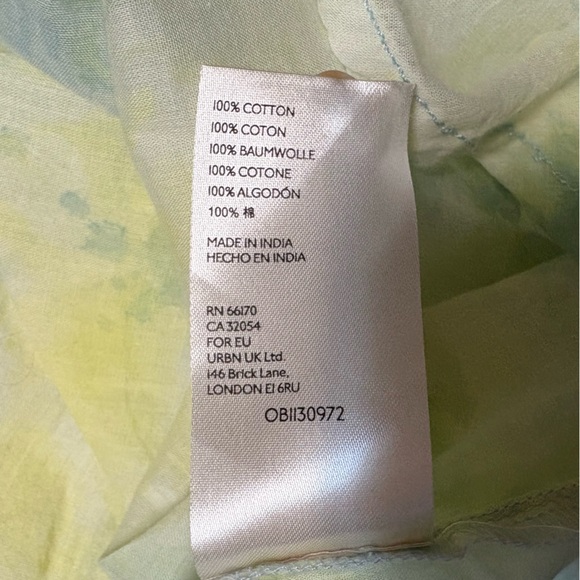 100% COTTON
100% COTON
100% BAUMWOLLE
100% COTONE
100% ALGODÓN
100% 棉
MADE IN INDIA
HECHO EN INDIA
RN 66170
CA 32054
FOR EU
URBN UK Ltd.
146 Brick Lane,
LONDON E1 6RU
OB1130972